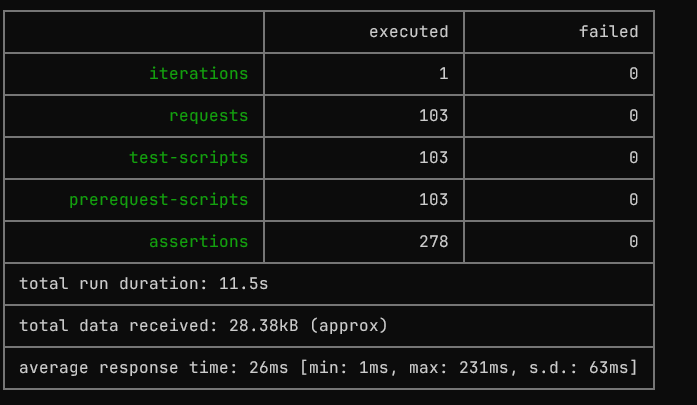 executed failed
iterations 1 0
requests 103 0
test-scripts 103 0
prerequest-scripts 103 0
assertions 278 0
total run duration: 11.5s
total data received: 28.38kB (approx)
average response time: 26ms [min: 1ms, max: 231ms, s.d.: 63ms]